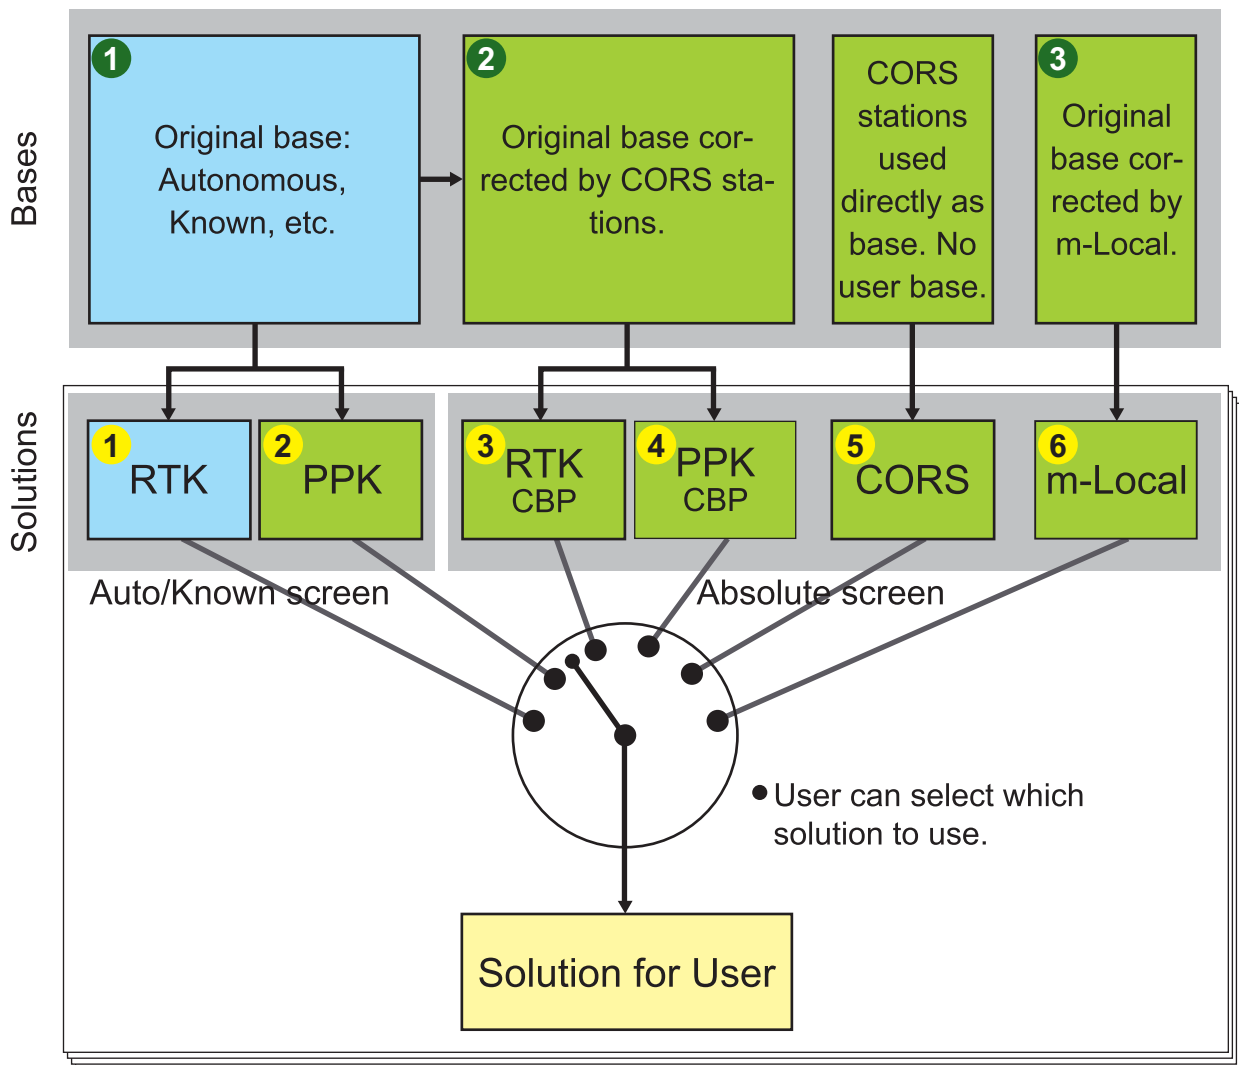 Bases
1
Original base:
Autonomous,
Known, etc.
2
Original base cor-
rected by CORS sta-
tions.
CORS
stations
used
directly as
base. No
user base.
3
Original
base cor-
rected by
m-Local.
Solutions
1
RTK
2
PPK
3
RTK
CBP
4
PPK
CBP
5
CORS
6
m-Local
Auto/Known screen
Absolute screen
User can select which
solution to use.
Solution for User